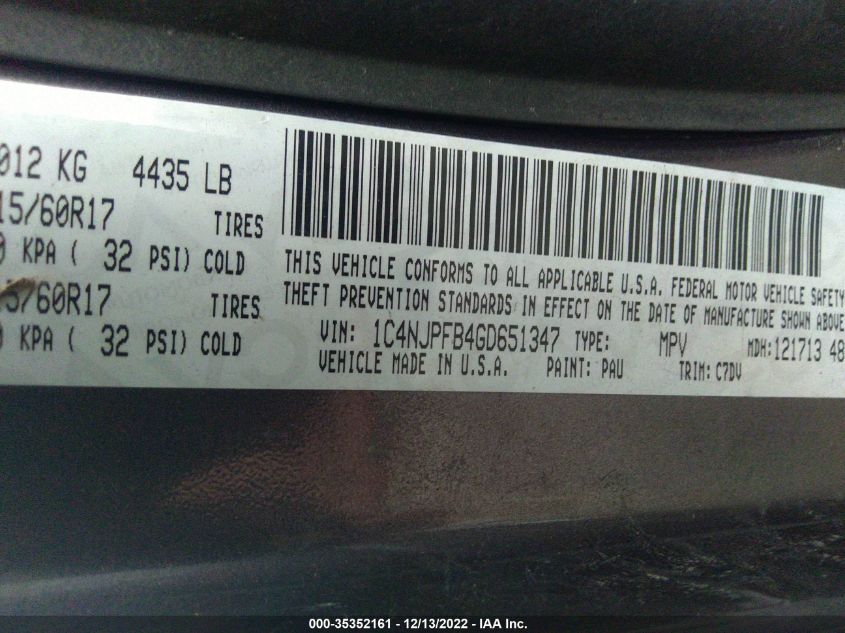 012 KG 4435 LB
15/60R17 TIRES
0 KPA ( 32 PSI) COLD
5/60R17 TIRES
0 KPA ( 32 PSI) COLD
THIS VEHICLE CONFORMS TO ALL APPLICABLE U.S.A. FEDERAL MOTOR VEHICLE SAFETY
THEFT PREVENTION STANDARDS IN EFFECT ON THE DATE OF MANUFACTURE SHOWN ABOVE
VIN: 1C4NJPFB4GD651347 TYPE: MPV MDH:121713 48
VEHICLE MADE IN U.S.A. PAINT: PAU TRIM: C7DV
000-35352161 - 12/13/2022 - IAA Inc.